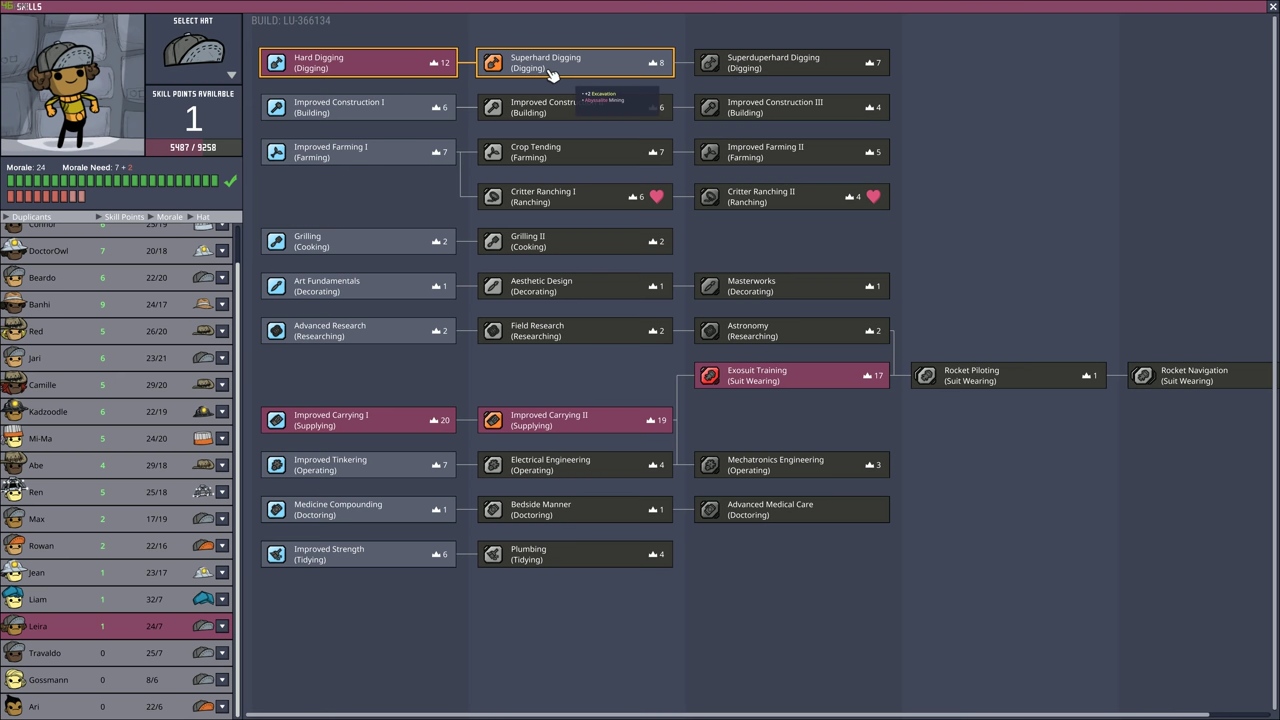 SKILLS
SELECT HAT
BUILD: LU-366134
SKILL POINTS AVAILABLE
1
5487 / 9258
Morale: 24 Morale Need: 7 + 2
Duplicants Skill Points Morale Hat
Connor 6 25/19
DoctorOwl 7 20/18
Beardo 6 22/20
Banhi 9 24/17
Red 5 26/20
Jari 6 23/21
Camille 5 29/20
Kadzoodle 6 22/19
Mi-Ma 5 24/20
Abe 4 29/18
Ren 5 25/18
Max 2 17/19
Rowan 2 22/16
Jean 1 23/17
Liam 1 32/7
Leira 1 24/7
Travaldo 0 25/7
Gossmann 0 8/6
Ari 0 22/6
Hard Digging
(Digging) 12
Superhard Digging
(Digging) 8
Superduperhard Digging
(Digging) 7
Improved Construction I
(Building) 6
Improved Constru
(Building) 6
• +2 Excavation
• Abyssalite Mining
Improved Construction III
(Building) 4
Improved Farming I
(Farming) 7
Crop Tending
(Farming) 7
Improved Farming II
(Farming) 5
Critter Ranching I
(Ranching) 6
Critter Ranching II
(Ranching) 4
Grilling
(Cooking) 2
Grilling II
(Cooking) 2
Art Fundamentals
(Decorating) 1
Aesthetic Design
(Decorating) 1
Masterworks
(Decorating) 1
Advanced Research
(Researching) 2
Field Research
(Researching) 2
Astronomy
(Researching) 2
Exosuit Training
(Suit Wearing) 17
Rocket Piloting
(Suit Wearing) 1
Rocket Navigation
(Suit Wearing)
Improved Carrying I
(Supplying) 20
Improved Carrying II
(Supplying) 19
Improved Tinkering
(Operating) 7
Electrical Engineering
(Operating) 4
Mechatronics Engineering
(Operating) 3
Medicine Compounding
(Doctoring) 1
Bedside Manner
(Doctoring) 1
Advanced Medical Care
(Doctoring)
Improved Strength
(Tidying) 6
Plumbing
(Tidying) 4